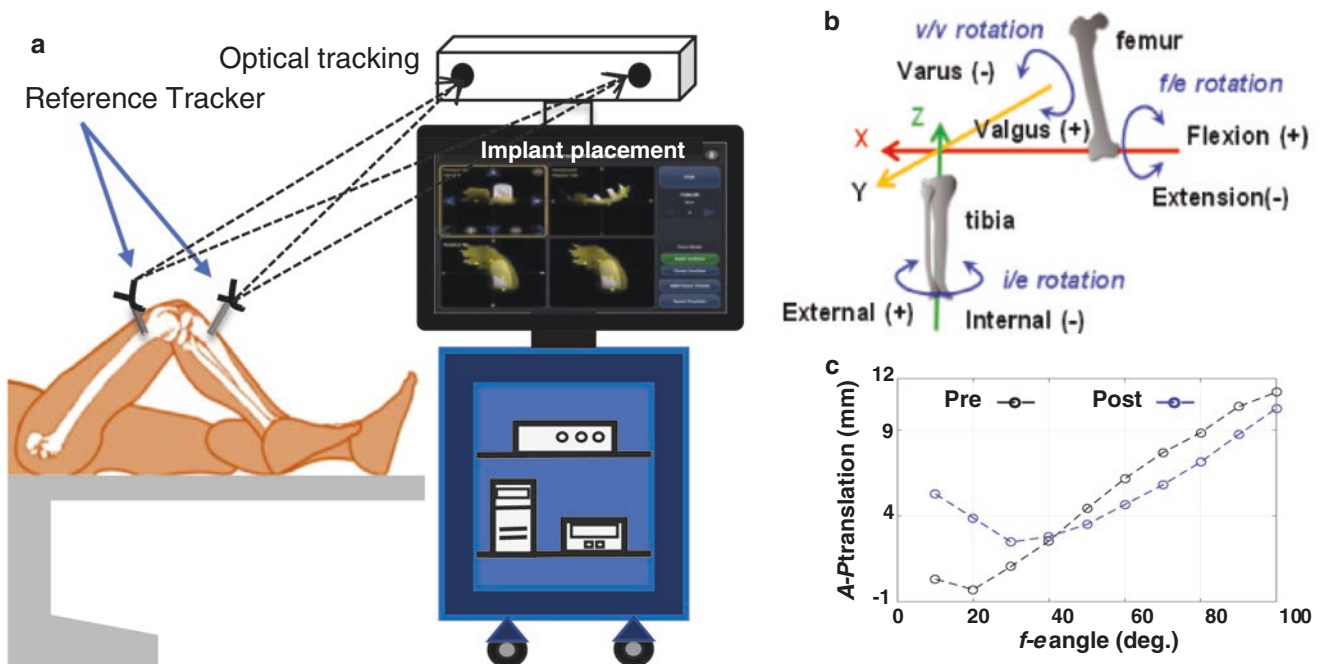 a
Optical tracking
Reference Tracker
Implant placement
b
v/v rotation
femur
Varus (-)
f/e rotation
Z
Valgus (+)
Flexion (+)
X
Y
Extension(-)
tibia
i/e rotation
External (+)
Internal (-)
c
12
Pre
Post
9
4
-1
A-P translation (mm)
0
20
40
60
80
100
f-e angle (deg.)